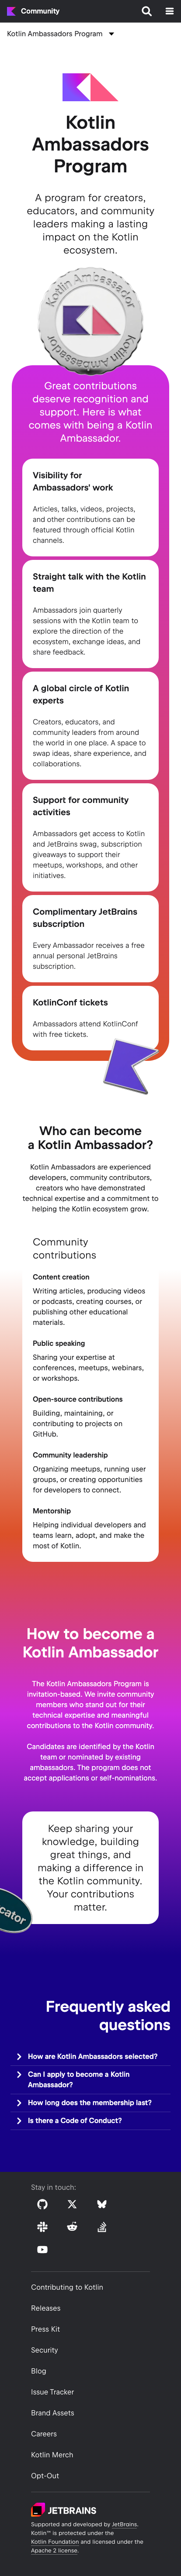 Community
Kotlin Ambassadors Program
Kotlin
Ambassadors
Program
A program for creators,
educators, and community
leaders making a lasting
impact on the Kotlin
ecosystem.
Kotlin Ambassador
Kotlin Ambassador
Great contributions
deserve recognition and
support. Here is what
comes with being a Kotlin
Ambassador.
Visibility for
Ambassadors' work
Articles, talks, videos, projects,
and other contributions can be
featured through official Kotlin
channels.
Straight talk with the Kotlin
team
Ambassadors join quarterly
sessions with the Kotlin team to
explore the direction of the
ecosystem, exchange ideas, and
share feedback.
A global circle of Kotlin
experts
Creators, educators, and
community leaders from around
the world in one place. A space to
swap ideas, share experience, and
collaborations.
Support for community
activities
Ambassadors get access to Kotlin
and JetBrains swag, subscription
giveaways to support their
meetups, workshops, and other
initiatives.
Complimentary JetBrains
subscription
Every Ambassador receives a free
annual personal JetBrains
subscription.
KotlinConf tickets
Ambassadors attend KotlinConf
with free tickets.
Who can become
a Kotlin Ambassador?
Kotlin Ambassadors are experienced
developers, community contributors,
creators who have demonstrated
technical expertise and a commitment to
helping the Kotlin ecosystem grow.
Community
contributions
Content creation
Writing articles, producing videos
or podcasts, creating courses, or
publishing other educational
materials.
Public speaking
Sharing your expertise at
conferences, meetups, webinars,
or workshops.
Open-source contributions
Building, maintaining, or
contributing to projects on
GitHub.
Community leadership
Organizing meetups, running user
groups, or creating opportunities
for developers to connect.
Mentorship
Helping individual developers and
teams learn, adopt, and make the
most of Kotlin.
How to become a
Kotlin Ambassador
The Kotlin Ambassadors Program is
invitation-based. We invite community
members who stand out for their
technical expertise and meaningful
contributions to the Kotlin community.
Candidates are identified by the Kotlin
team or nominated by existing
ambassadors. The program does not
accept applications or self-nominations.
Keep sharing your
knowledge, building
great things, and
making a difference in
the Kotlin community.
Your contributions
matter.
cator
Frequently asked
questions
How are Kotlin Ambassadors selected?
Can I apply to become a Kotlin
Ambassador?
How long does the membership last?
Is there a Code of Conduct?
Stay in touch:
Contributing to Kotlin
Releases
Press Kit
Security
Blog
Issue Tracker
Brand Assets
Careers
Kotlin Merch
Opt-Out
JETBRAINS
Supported and developed by JetBrains.
Kotlin™ is protected under the
Kotlin Foundation and licensed under the
Apache 2 license.